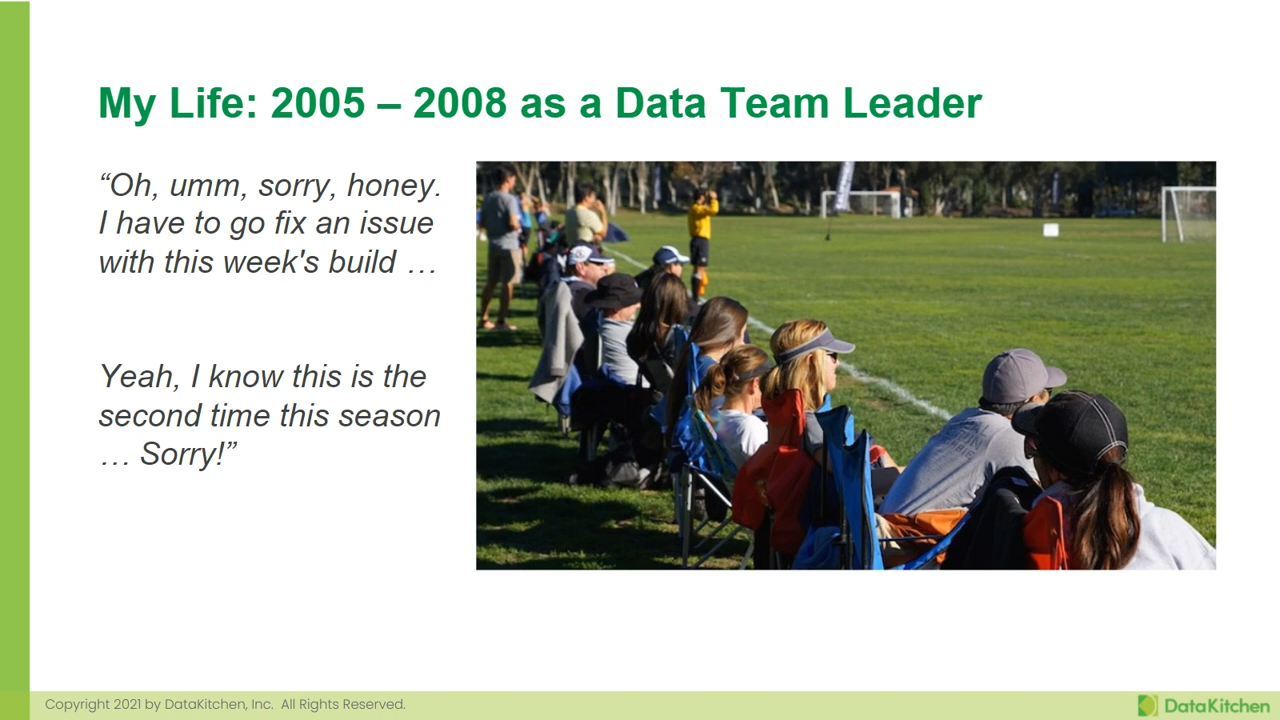 My Life: 2005 – 2008 as a Data Team Leader
“Oh, umm, sorry, honey.
I have to go fix an issue
with this week's build …
Yeah, I know this is the
second time this season
… Sorry!”
Copyright 2021 by DataKitchen, Inc. All Rights Reserved.
DataKitchen